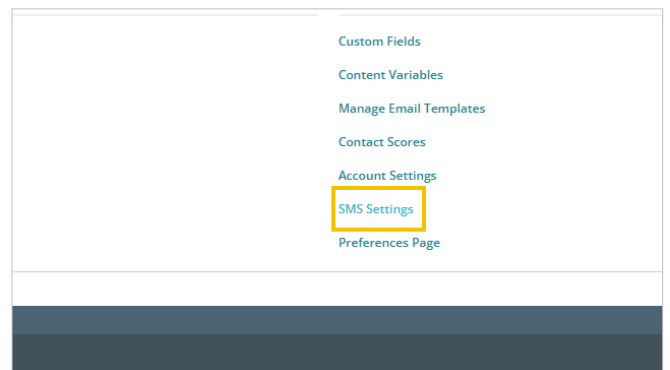 Custom Fields
Content Variables
Manage Email Templates
Contact Scores
Account Settings
SMS Settings
Preferences Page